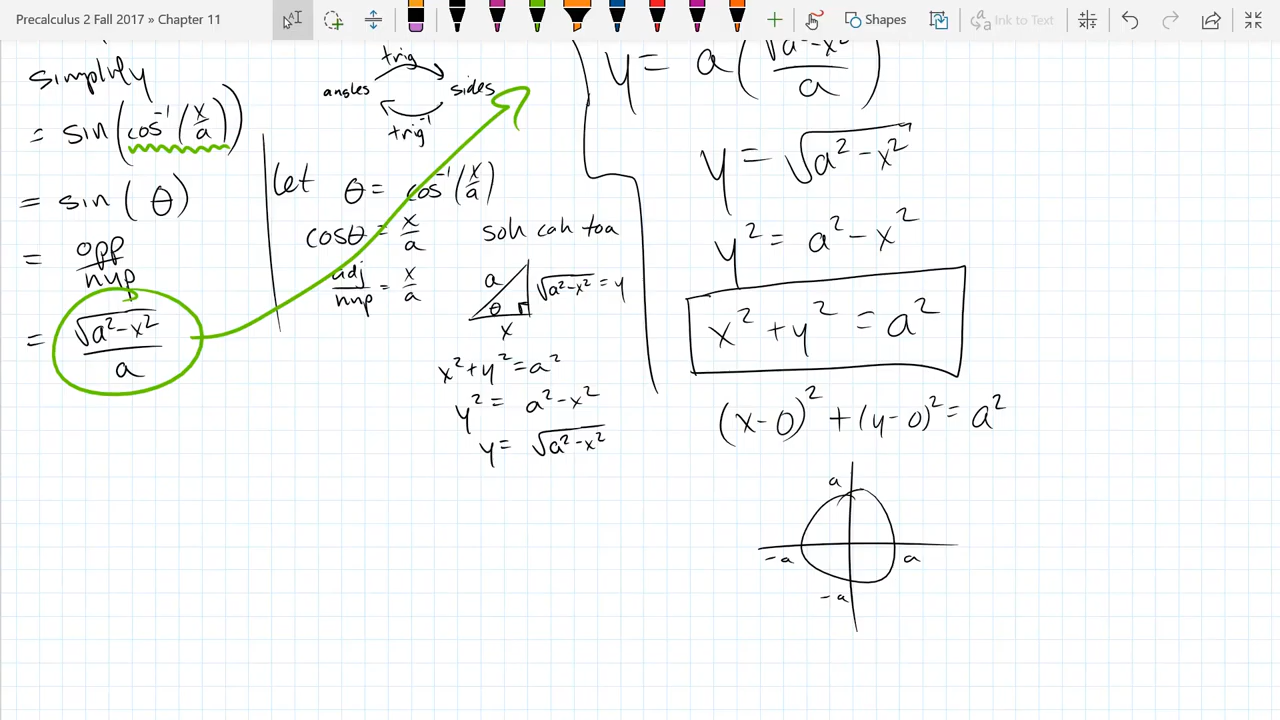 Precalculus 2 Fall 2017 » Chapter 11
Shapes
Ink to Text
simplify
= sin(cos⁻¹(x/a))
= sin(θ)
= opp/hyp
= √(a²-x²)/a
trig
angles sides
trig⁻¹
let θ = cos⁻¹(x/a)
cosθ = x/a
adj/hyp = x/a
soh cah toa
a
√(a²-x²) = y
θ
x
x² + y² = a²
y² = a² - x²
y = √(a²-x²)
y = a(√(a²-x²)/a)
y = √(a² - x²)
y² = a² - x²
x² + y² = a²
(x-0)² + (y-0)² = a²
a
-a a
-a